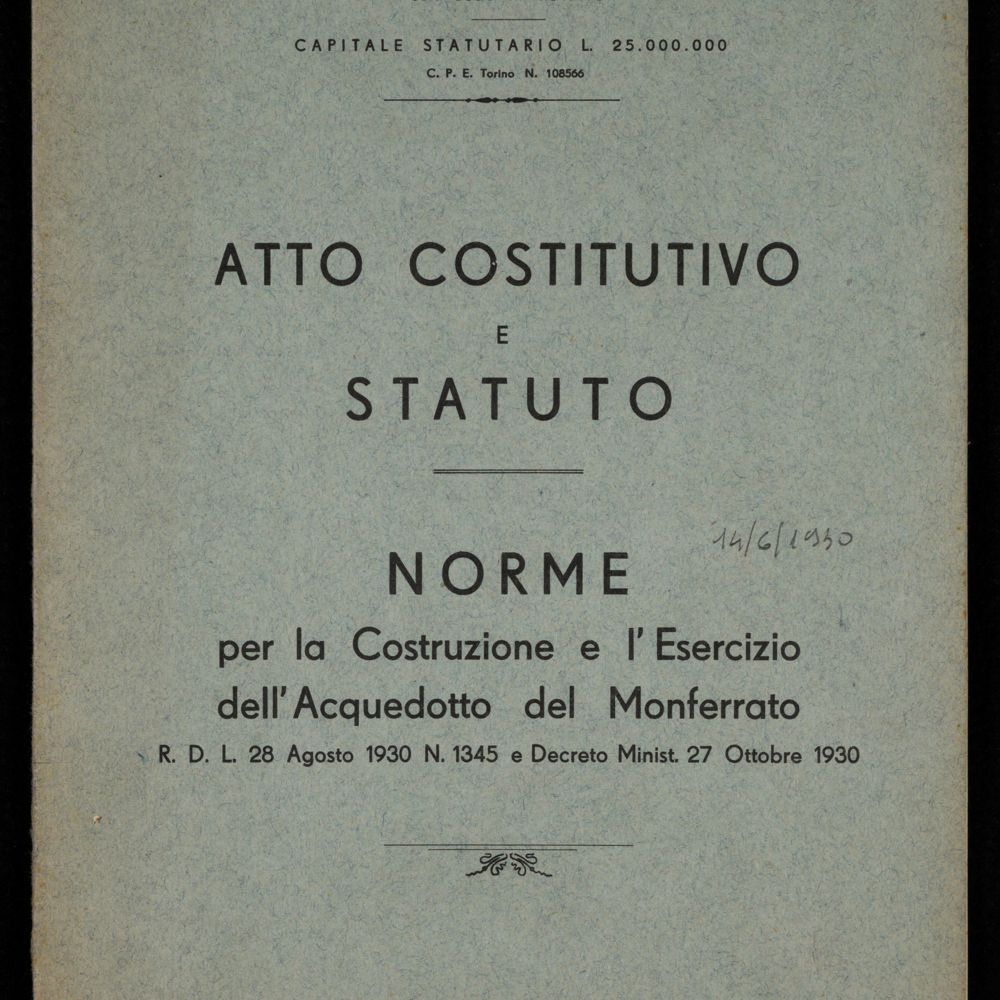 CAPITALE STATUTARIO L. 25.000.000
C. P. E. Torino N. 108566
ATTO COSTITUTIVO
E
STATUTO
14/6/1930
NORME
per la Costruzione e l' Esercizio
dell'Acquedotto del Monferrato
R. D. L. 28 Agosto 1930 N. 1345 e Decreto Minist. 27 Ottobre 1930